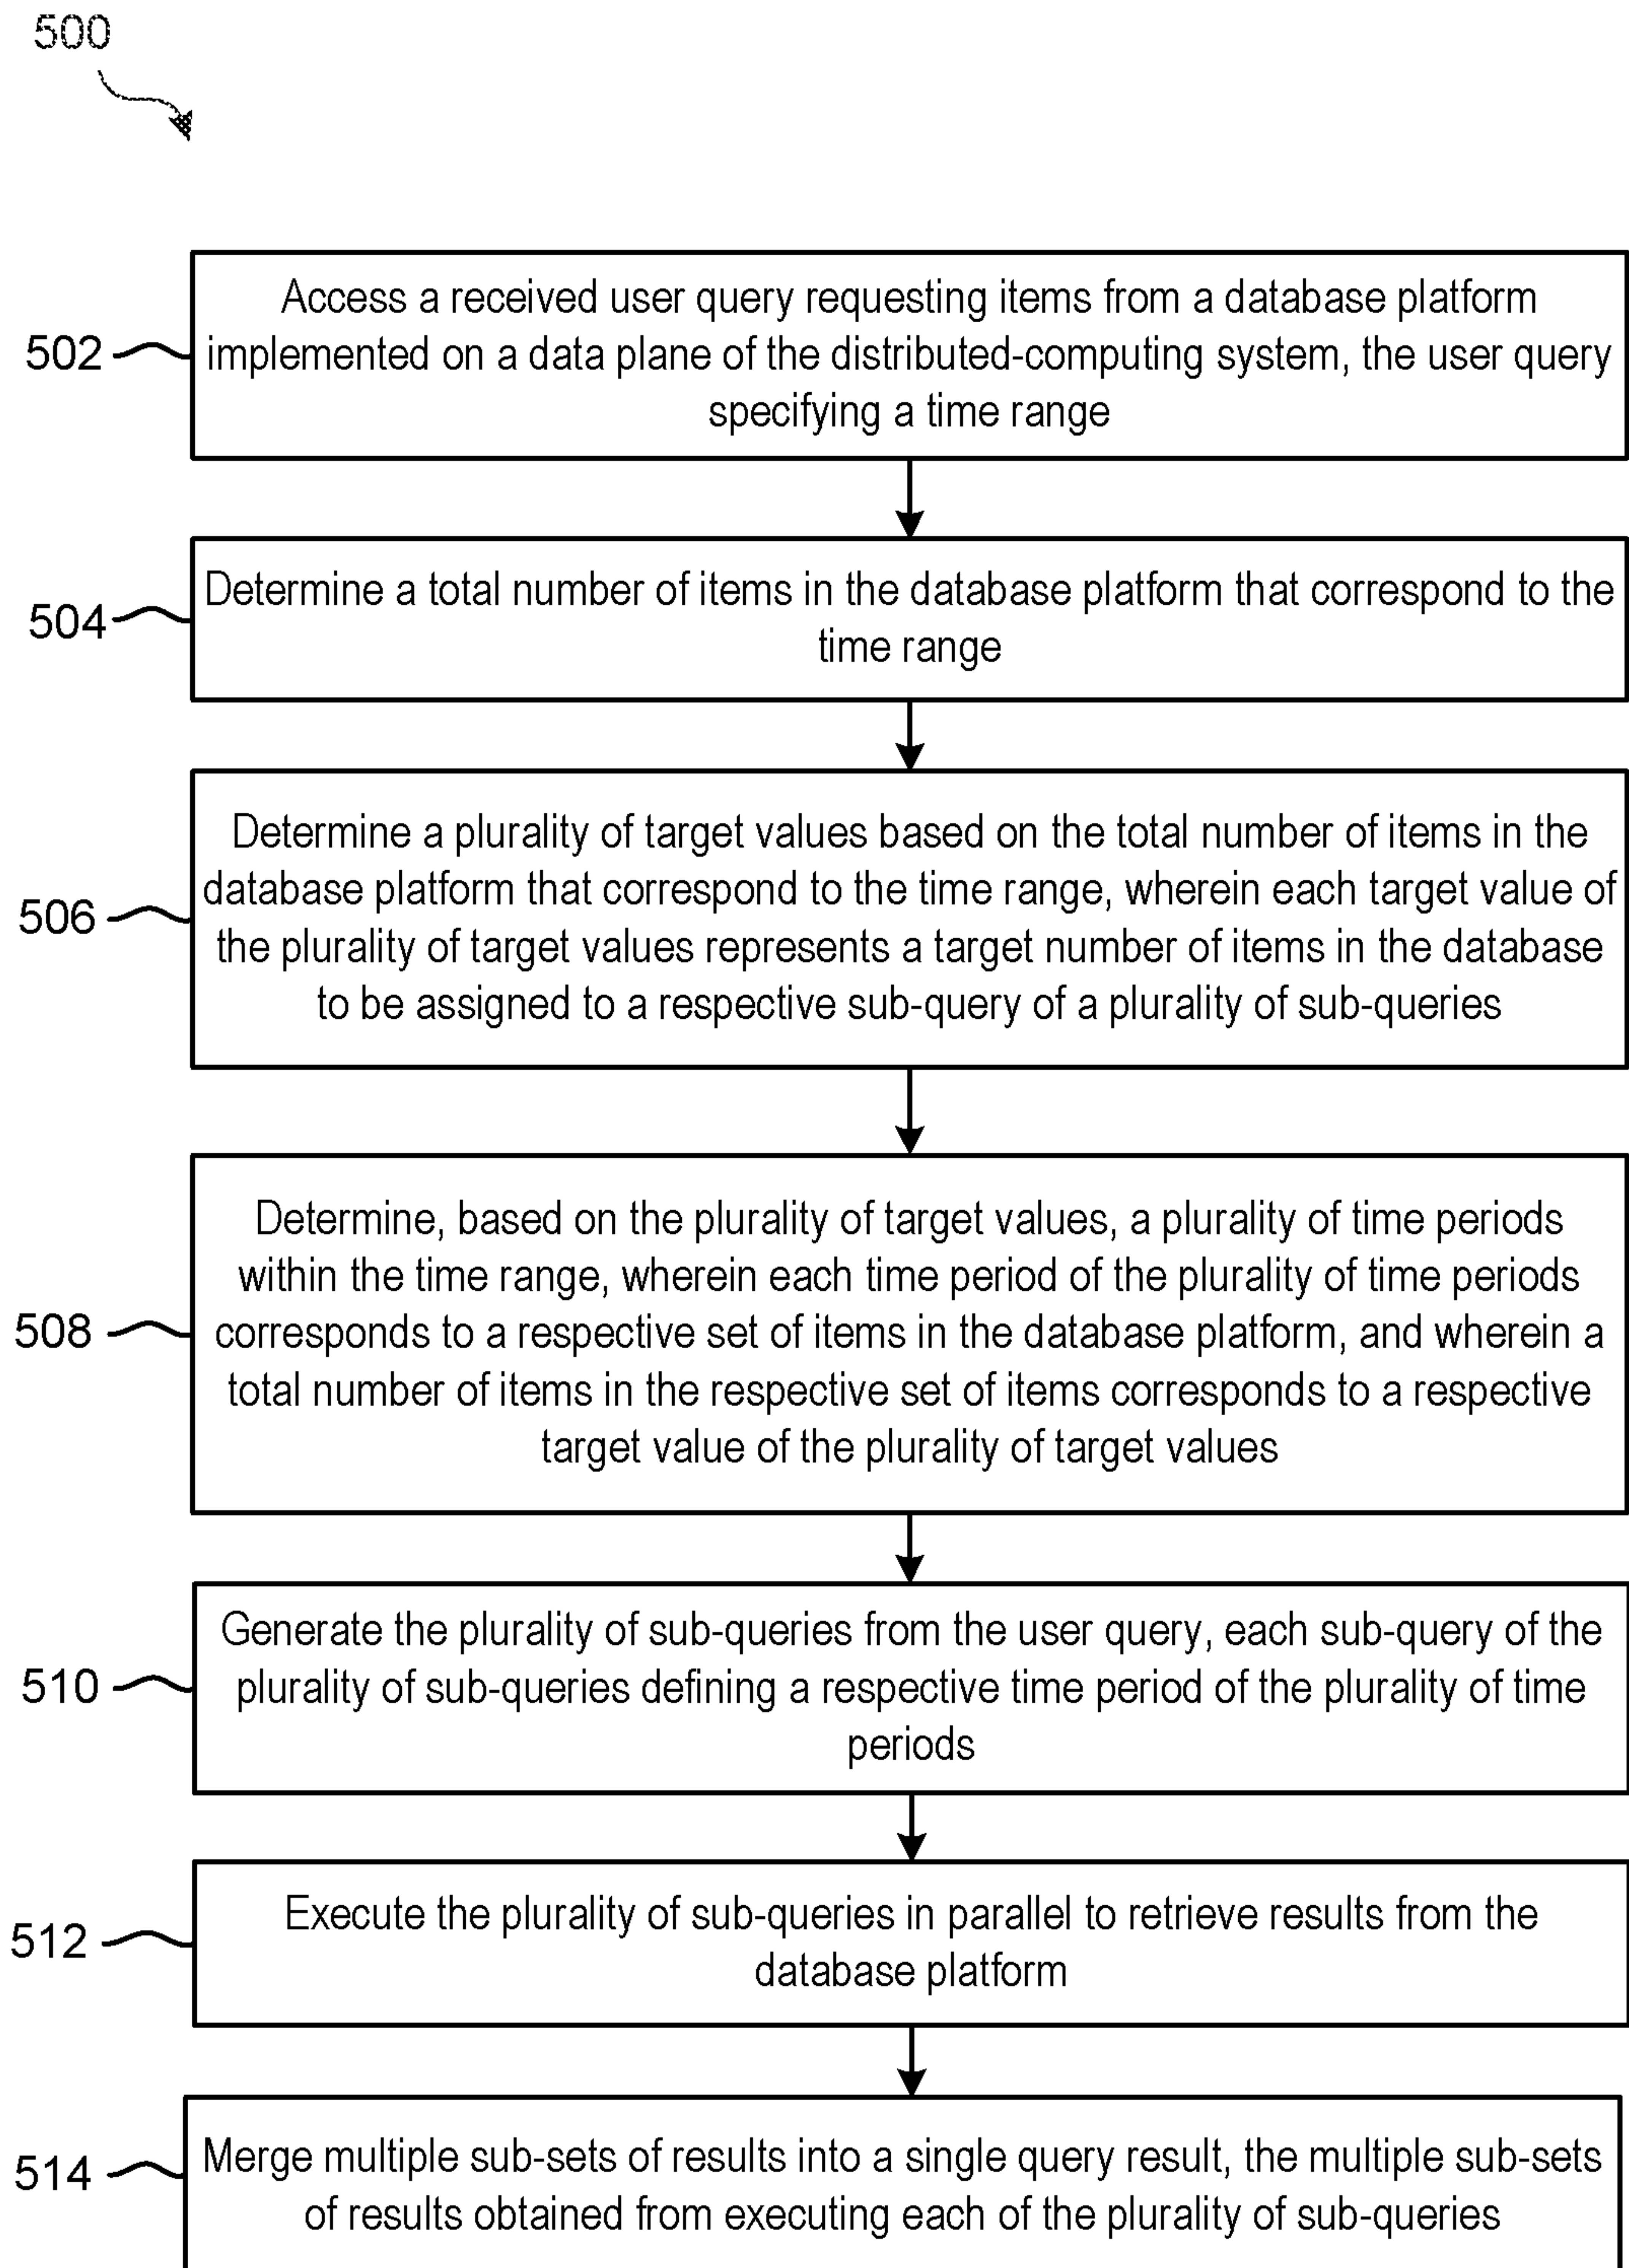 500
502
Access a received user query requesting items from a database platform
implemented on a data plane of the distributed-computing system, the user query
specifying a time range
504
Determine a total number of items in the database platform that correspond to the
time range
506
Determine a plurality of target values based on the total number of items in the
database platform that correspond to the time range, wherein each target value of
the plurality of target values represents a target number of items in the database
to be assigned to a respective sub-query of a plurality of sub-queries
508
Determine, based on the plurality of target values, a plurality of time periods
within the time range, wherein each time period of the plurality of time periods
corresponds to a respective set of items in the database platform, and wherein a
total number of items in the respective set of items corresponds to a respective
target value of the plurality of target values
510
Generate the plurality of sub-queries from the user query, each sub-query of the
plurality of sub-queries defining a respective time period of the plurality of time
periods
512
Execute the plurality of sub-queries in parallel to retrieve results from the
database platform
514
Merge multiple sub-sets of results into a single query result, the multiple sub-sets
of results obtained from executing each of the plurality of sub-queries